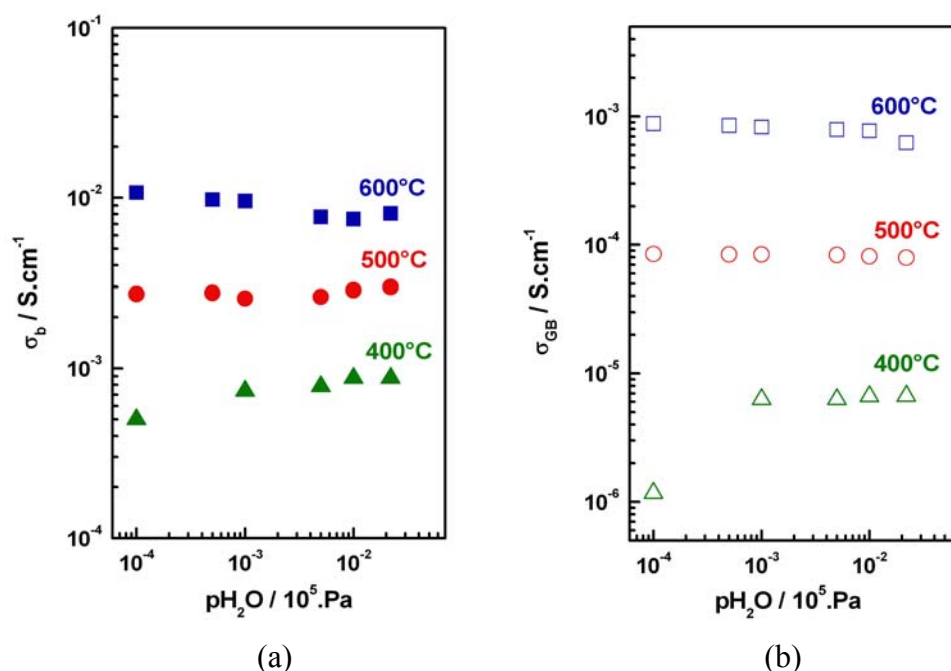 σ_b / S.cm⁻¹
10⁻¹
10⁻²
10⁻³
10⁻⁴
600°C
500°C
400°C
10⁻⁴ 10⁻³ 10⁻²
pH₂O / 10⁵.Pa
(a)
σ_GB / S.cm⁻¹
10⁻³
10⁻⁴
10⁻⁵
10⁻⁶
600°C
500°C
400°C
10⁻⁴ 10⁻³ 10⁻²
pH₂O / 10⁵.Pa
(b)